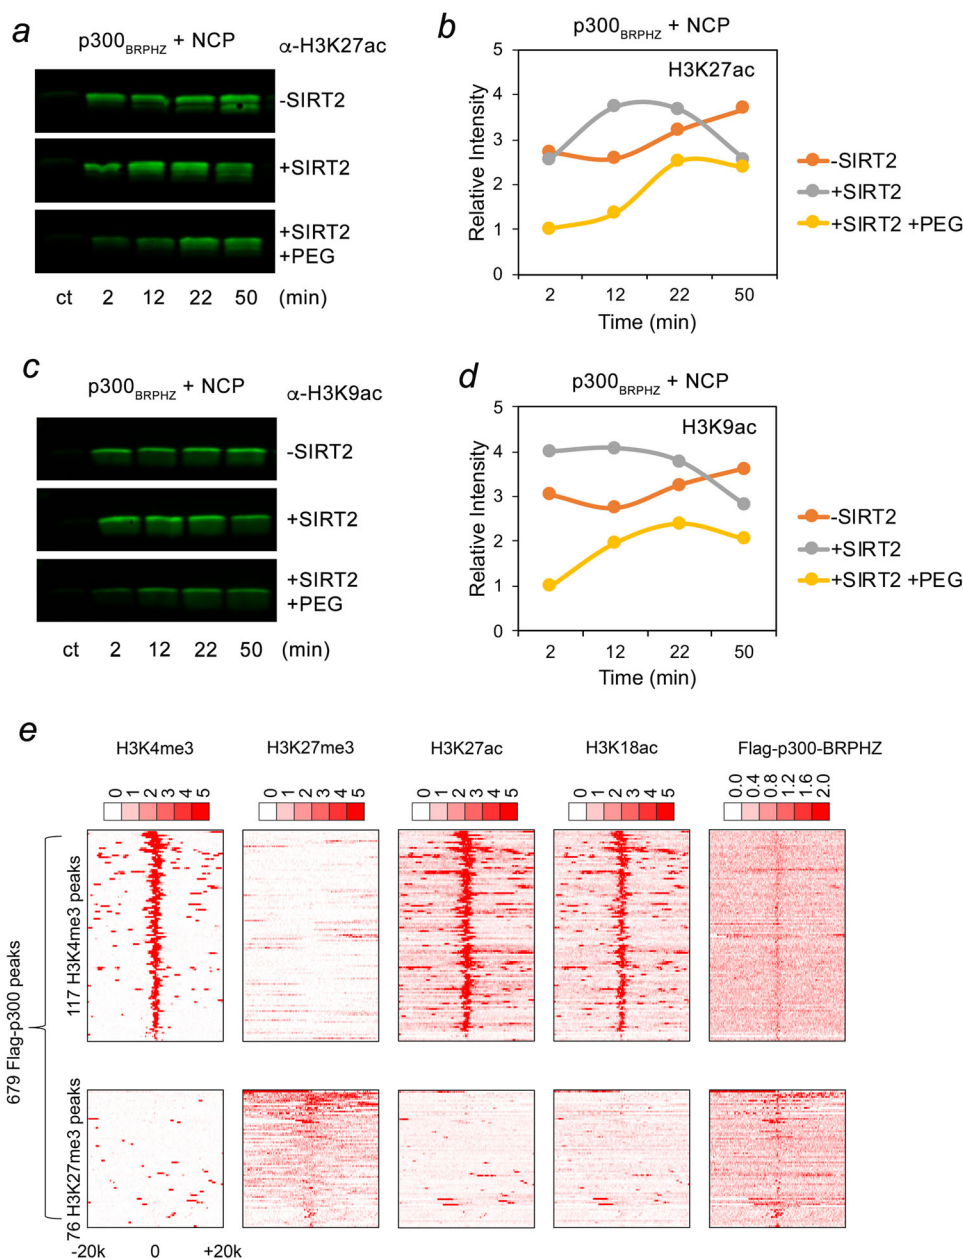 a
p300BRPHZ + NCP
α-H3K27ac
-SIRT2
+SIRT2
+SIRT2
+PEG
ct 2 12 22 50 (min)
b
p300BRPHZ + NCP
H3K27ac
Relative Intensity
5
4
3
2
1
0
2 12 22 50
Time (min)
-SIRT2
+SIRT2
+SIRT2 +PEG
c
p300BRPHZ + NCP
α-H3K9ac
-SIRT2
+SIRT2
+SIRT2
+PEG
ct 2 12 22 50 (min)
d
p300BRPHZ + NCP
H3K9ac
Relative Intensity
5
4
3
2
1
0
2 12 22 50
Time (min)
-SIRT2
+SIRT2
+SIRT2 +PEG
e
H3K4me3 H3K27me3 H3K27ac H3K18ac Flag-p300-BRPHZ
0 1 2 3 4 5 0 1 2 3 4 5 0 1 2 3 4 5 0 1 2 3 4 5 0.0 0.4 0.8 1.2 1.6 2.0
679 Flag-p300 peaks
117 H3K4me3 peaks
76 H3K27me3 peaks
-20k 0 +20k